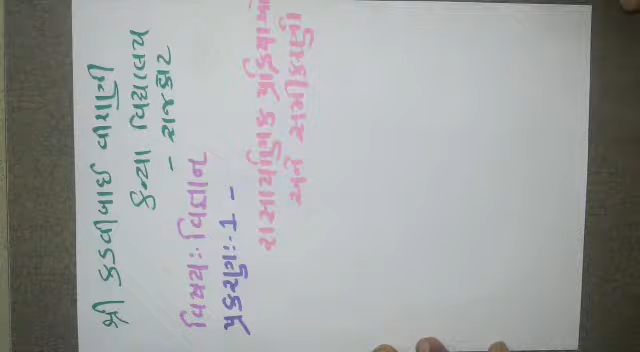 શ્રી કડવીબાઈ વીરાણી
કન્યા વિદ્યાલય
- રાજકોટ
વિષય:- વિજ્ઞાન
પ્રકરણ:-1 -
રાસાયણિક પ્રક્રિયાઓ
અને સમીકરણો